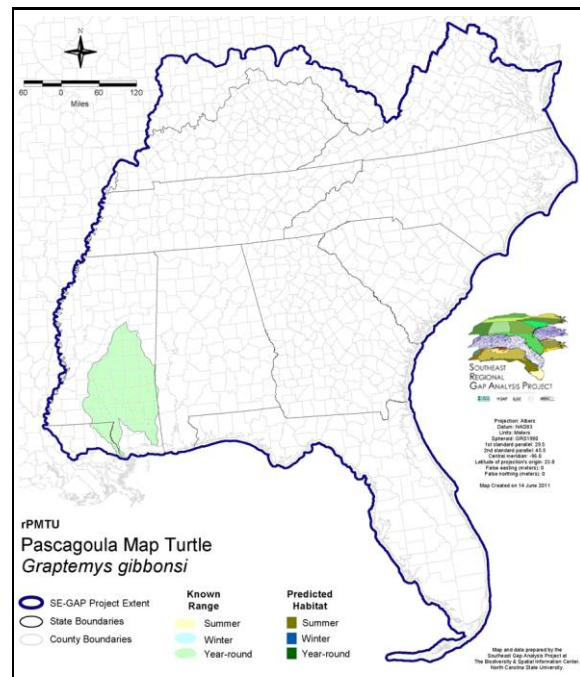 60 0 60 120
Miles
SOUTHEAST
REGIONAL
GAP ANALYSIS PROJECT
Projection: Albers
Datum: NAD83
Units: Meters
Spheroid: GRS1980
1st standard parallel: 29.5
2nd standard parallel: 45.5
Central meridian: -96.0
Latitude of projection's origin: 23.0
False easting (meters): 0
False northing (meters): 0
Map Created on 14 June 2011
rPMTU
Pascagoula Map Turtle
Graptemys gibbonsi
SE-GAP Project Extent
State Boundaries
County Boundaries
Known
Range
Summer
Winter
Year-round
Predicted
Habitat
Summer
Winter
Year-round
Map and data prepared by the
Southeast Gap Analysis Project at
The Biodiversity & Spatial Information Center,
North Carolina State University.